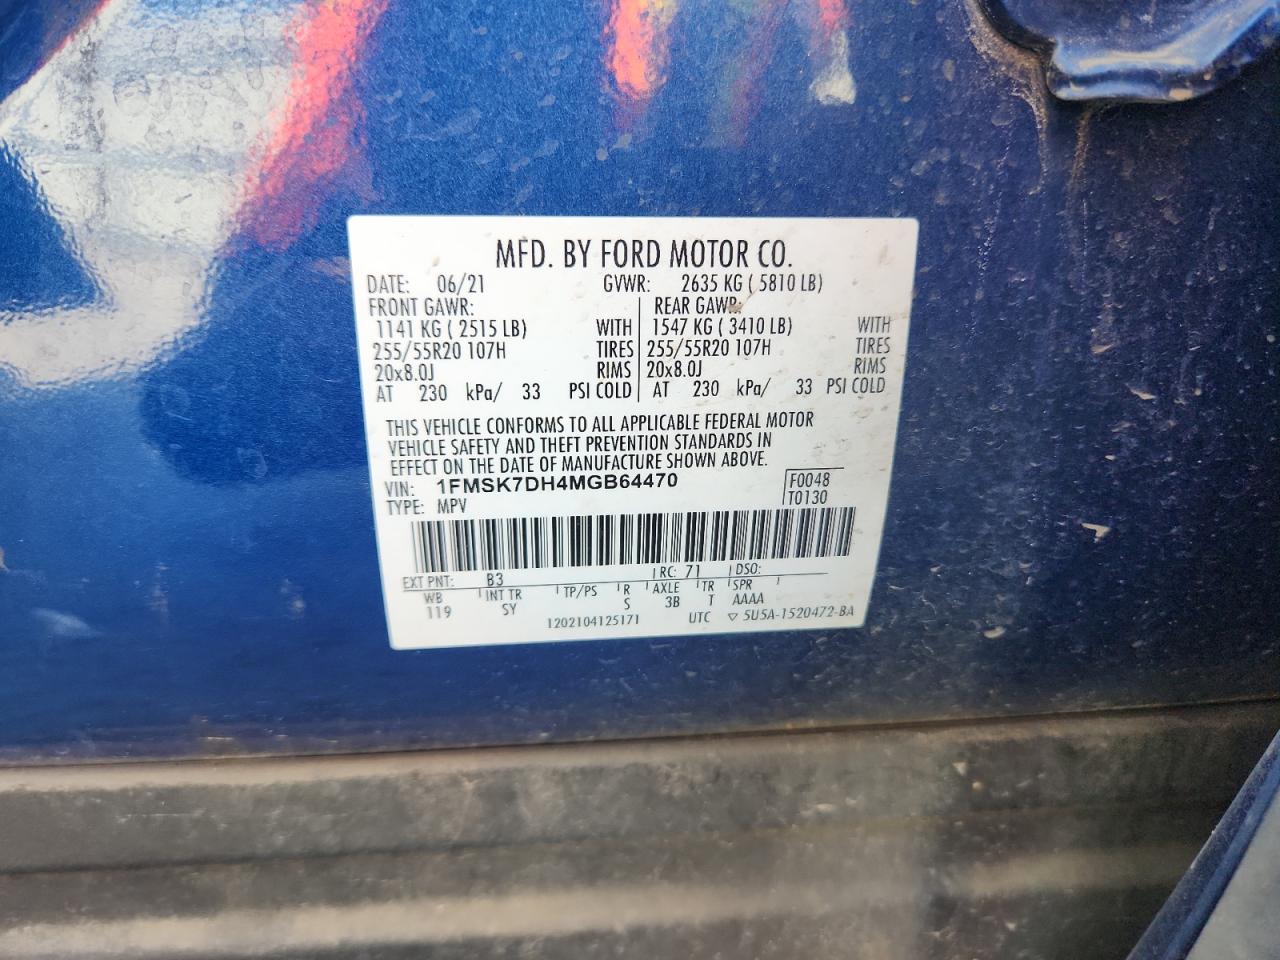 MFD. BY FORD MOTOR CO.
DATE: 06/21 GVWR: 2635 KG ( 5810 LB)
FRONT GAWR: REAR GAWR:
1141 KG ( 2515 LB) WITH 1547 KG ( 3410 LB) WITH
255/55R20 107H TIRES 255/55R20 107H TIRES
20x8.0J RIMS 20x8.0J RIMS
AT 230 kPa/ 33 PSI COLD AT 230 kPa/ 33 PSI COLD
THIS VEHICLE CONFORMS TO ALL APPLICABLE FEDERAL MOTOR
VEHICLE SAFETY AND THEFT PREVENTION STANDARDS IN
EFFECT ON THE DATE OF MANUFACTURE SHOWN ABOVE.
VIN: 1FMSK7DH4MGB64470 F0048
TYPE: MPV T0130
EXT PNT: B3 RC: 71 DSO:
WB INT TR TP/PS R AXLE TR SPR
119 SY S 3B T AAAA
1202104125171 UTC ▽ 5U5A-1520472-BA